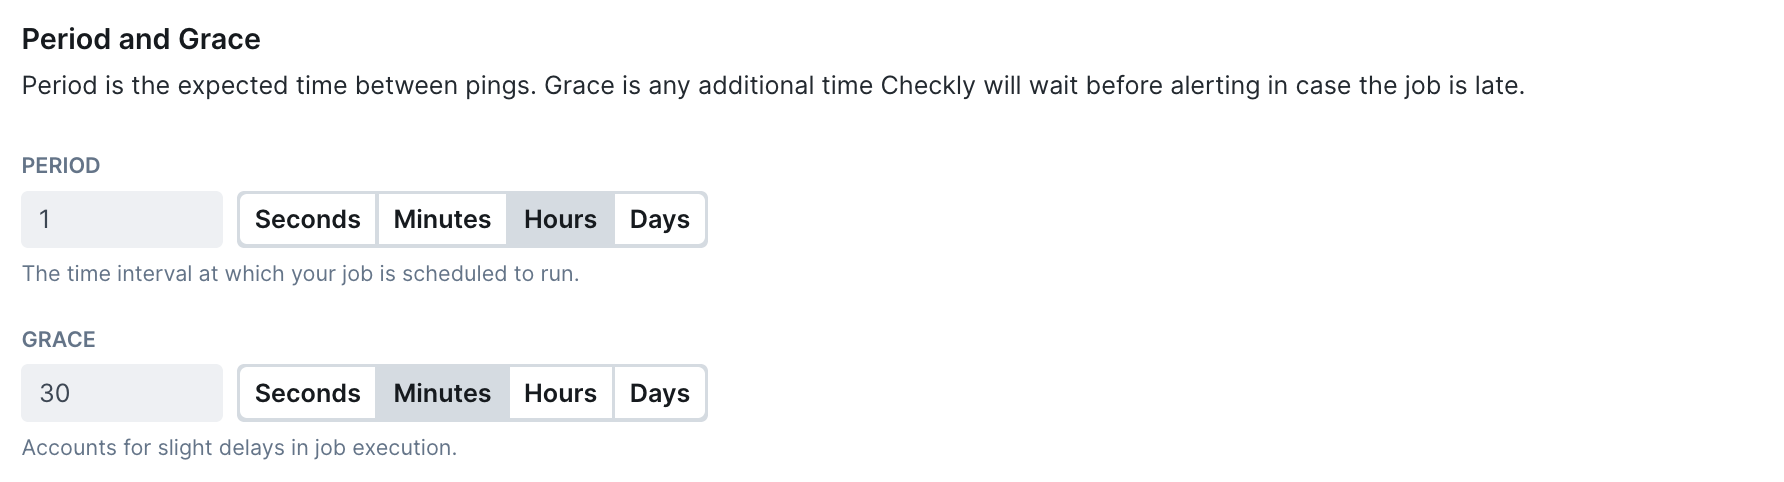 Period and Grace
Period is the expected time between pings. Grace is any additional time Checkly will wait before alerting in case the job is late.
PERIOD
1 Seconds Minutes Hours Days
The time interval at which your job is scheduled to run.
GRACE
30 Seconds Minutes Hours Days
Accounts for slight delays in job execution.